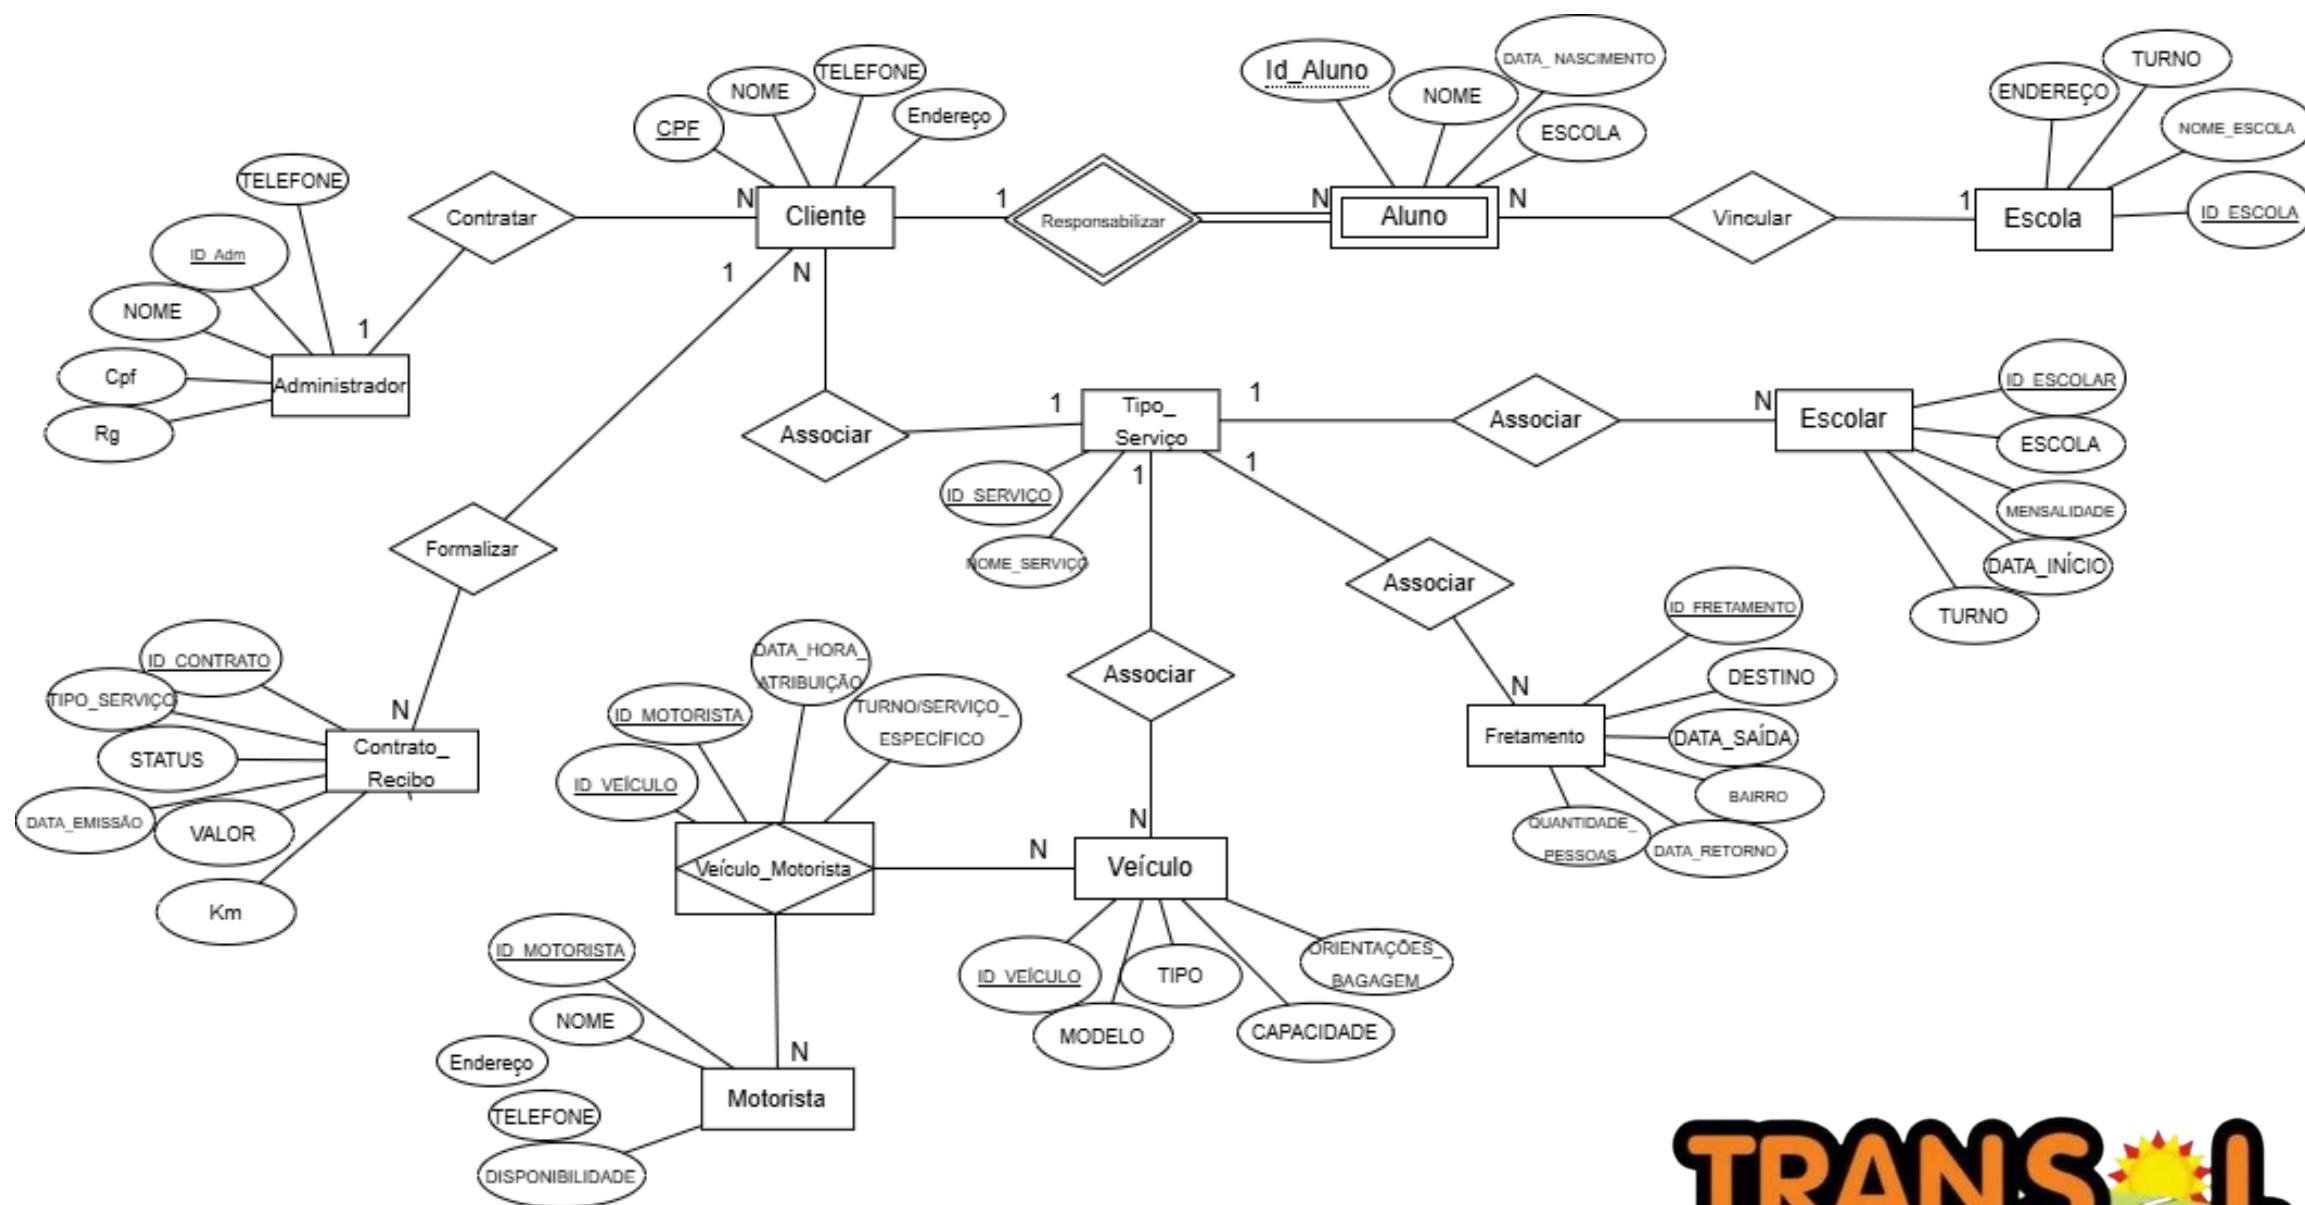 TELEFONE
NOME
CPF
Endereço
Id_Aluno
NOME
DATA_ NASCIMENTO
ESCOLA
ENDEREÇO
TURNO
NOME_ESCOLA
ID_ESCOLA
TELEFONE
ID_Adm
NOME
Cpf
Rg
Administrador
1
Contratar
N
Cliente
1
Responsabilizar
N
Aluno
N
Vincular
1
Escola
1
N
Associar
1
Tipo_
Serviço
1
Associar
N
Escolar
ID_ESCOLAR
ESCOLA
MENSALIDADE
DATA_INÍCIO
TURNO
ID_SERVIÇO
NOME_SERVIÇO
1
1
Formalizar
Associar
Associar
N
ID_FRETAMENTO
DESTINO
DATA_SAÍDA
BAIRRO
DATA_RETORNO
QUANTIDADE_
PESSOAS
Fretamento
ID_CONTRATO
TIPO_SERVIÇO
STATUS
DATA_EMISSÃO
VALOR
Km
N
Contrato_
Recibo
DATA_HORA_
ATRIBUIÇÃO
ID_MOTORISTA
TURNO/SERVIÇO_
ESPECÍFICO
ID_VEÍCULO
Veículo_Motorista
N
N
Veículo
ID_VEÍCULO
MODELO
TIPO
CAPACIDADE
ORIENTAÇÕES_
BAGAGEM
ID_MOTORISTA
NOME
Endereço
TELEFONE
DISPONIBILIDADE
N
Motorista
TRANSOL